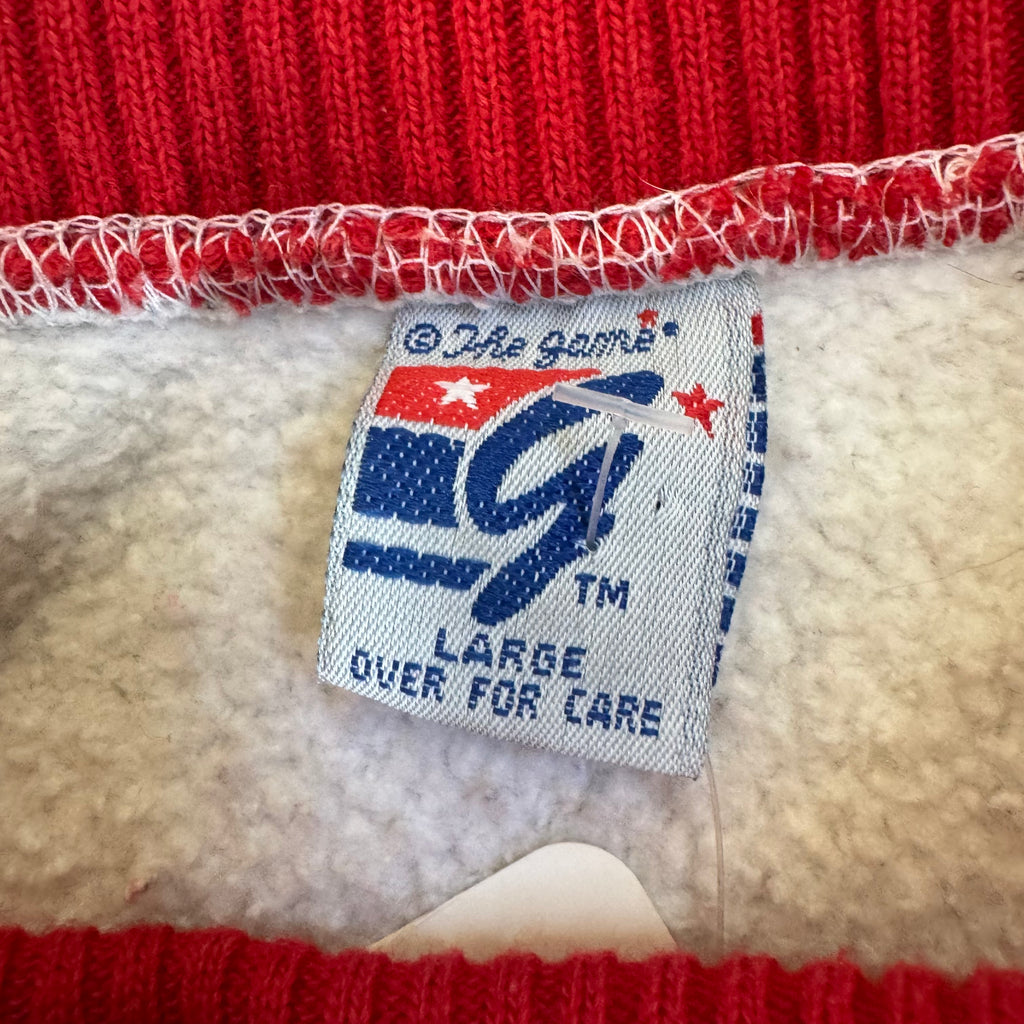 © The game
g
TM
LARGE
OVER FOR CARE